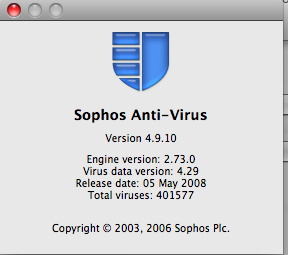 Sophos Anti-Virus
Version 4.9.10
Engine version: 2.73.0
Virus data version: 4.29
Release date: 05 May 2008
Total viruses: 401577
Copyright © 2003, 2006 Sophos Plc.